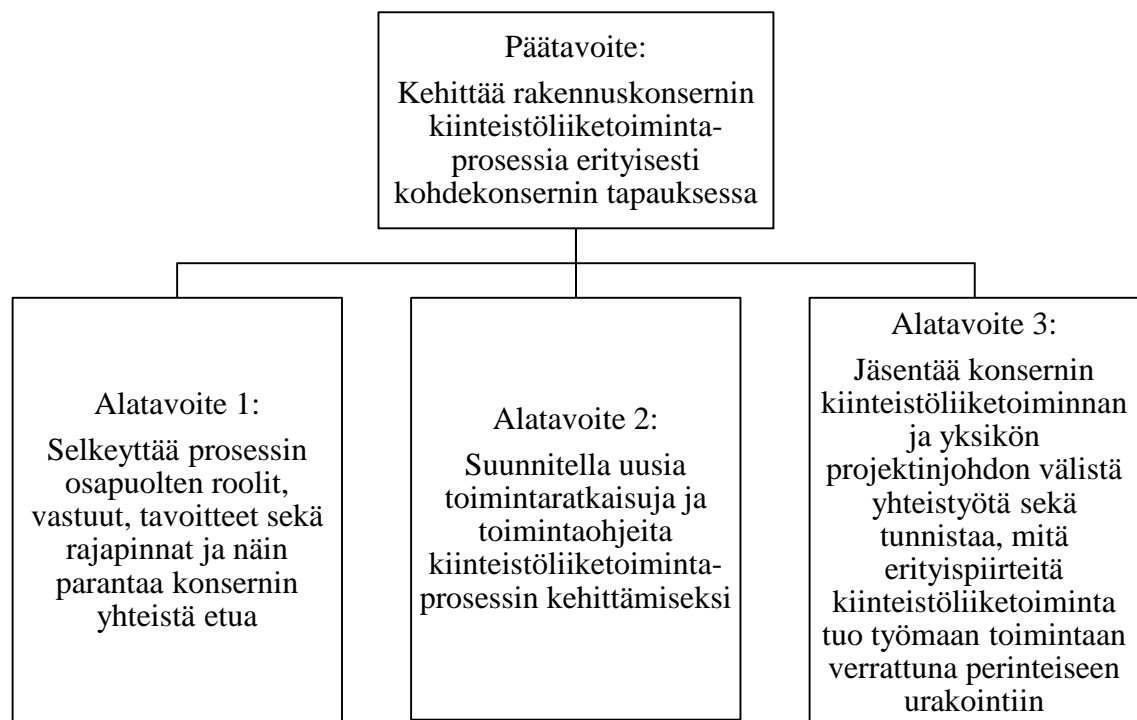 Päätavoite:
Kehittää rakennuskonsernin
kiinteistöliiketoiminta-
prosessia erityisesti
kohdekonsernin tapauksessa
Alatavoite 1:
Selkeyttää prosessin
osapuolten roolit,
vastuut, tavoitteet sekä
rajapinnat ja näin
parantaa konsernin
yhteistä etua
Alatavoite 2:
Suunnitella uusia
toimintaratkaisuja ja
toimintaohjeita
kiinteistöliiketoiminta-
prosessin kehittämiseksi
Alatavoite 3:
Jäsentää konsernin
kiinteistöliiketoiminnan
ja yksikön
projektinjohdon välistä
yhteistyötä sekä
tunnistaa, mitä
erityispiirteitä
kiinteistöliiketoiminta
tuo työmaan toimintaan
verrattuna perinteiseen
urakointiin